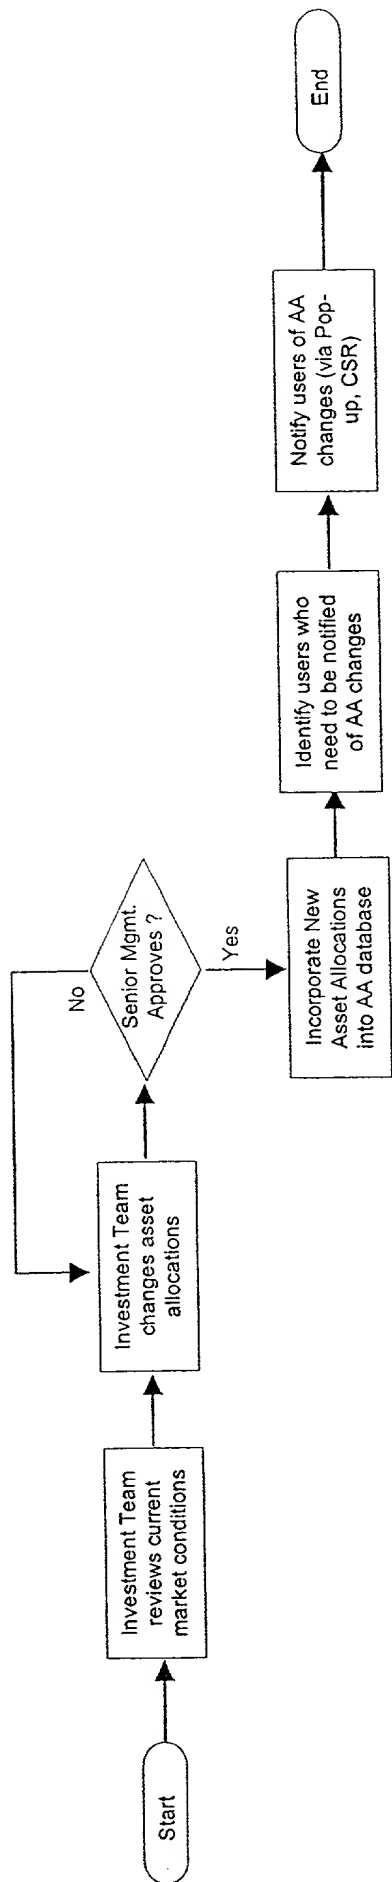 Start
Investment Team
reviews current
market conditions
Investment Team
changes asset
allocations
Senior Mgmt.
Approves ?
No
Yes
Incorporate New
Asset Allocations
into AA database
Identify users who
need to be notified
of AA changes
Notify users of AA
changes (via Pop-
up, CSR)
End